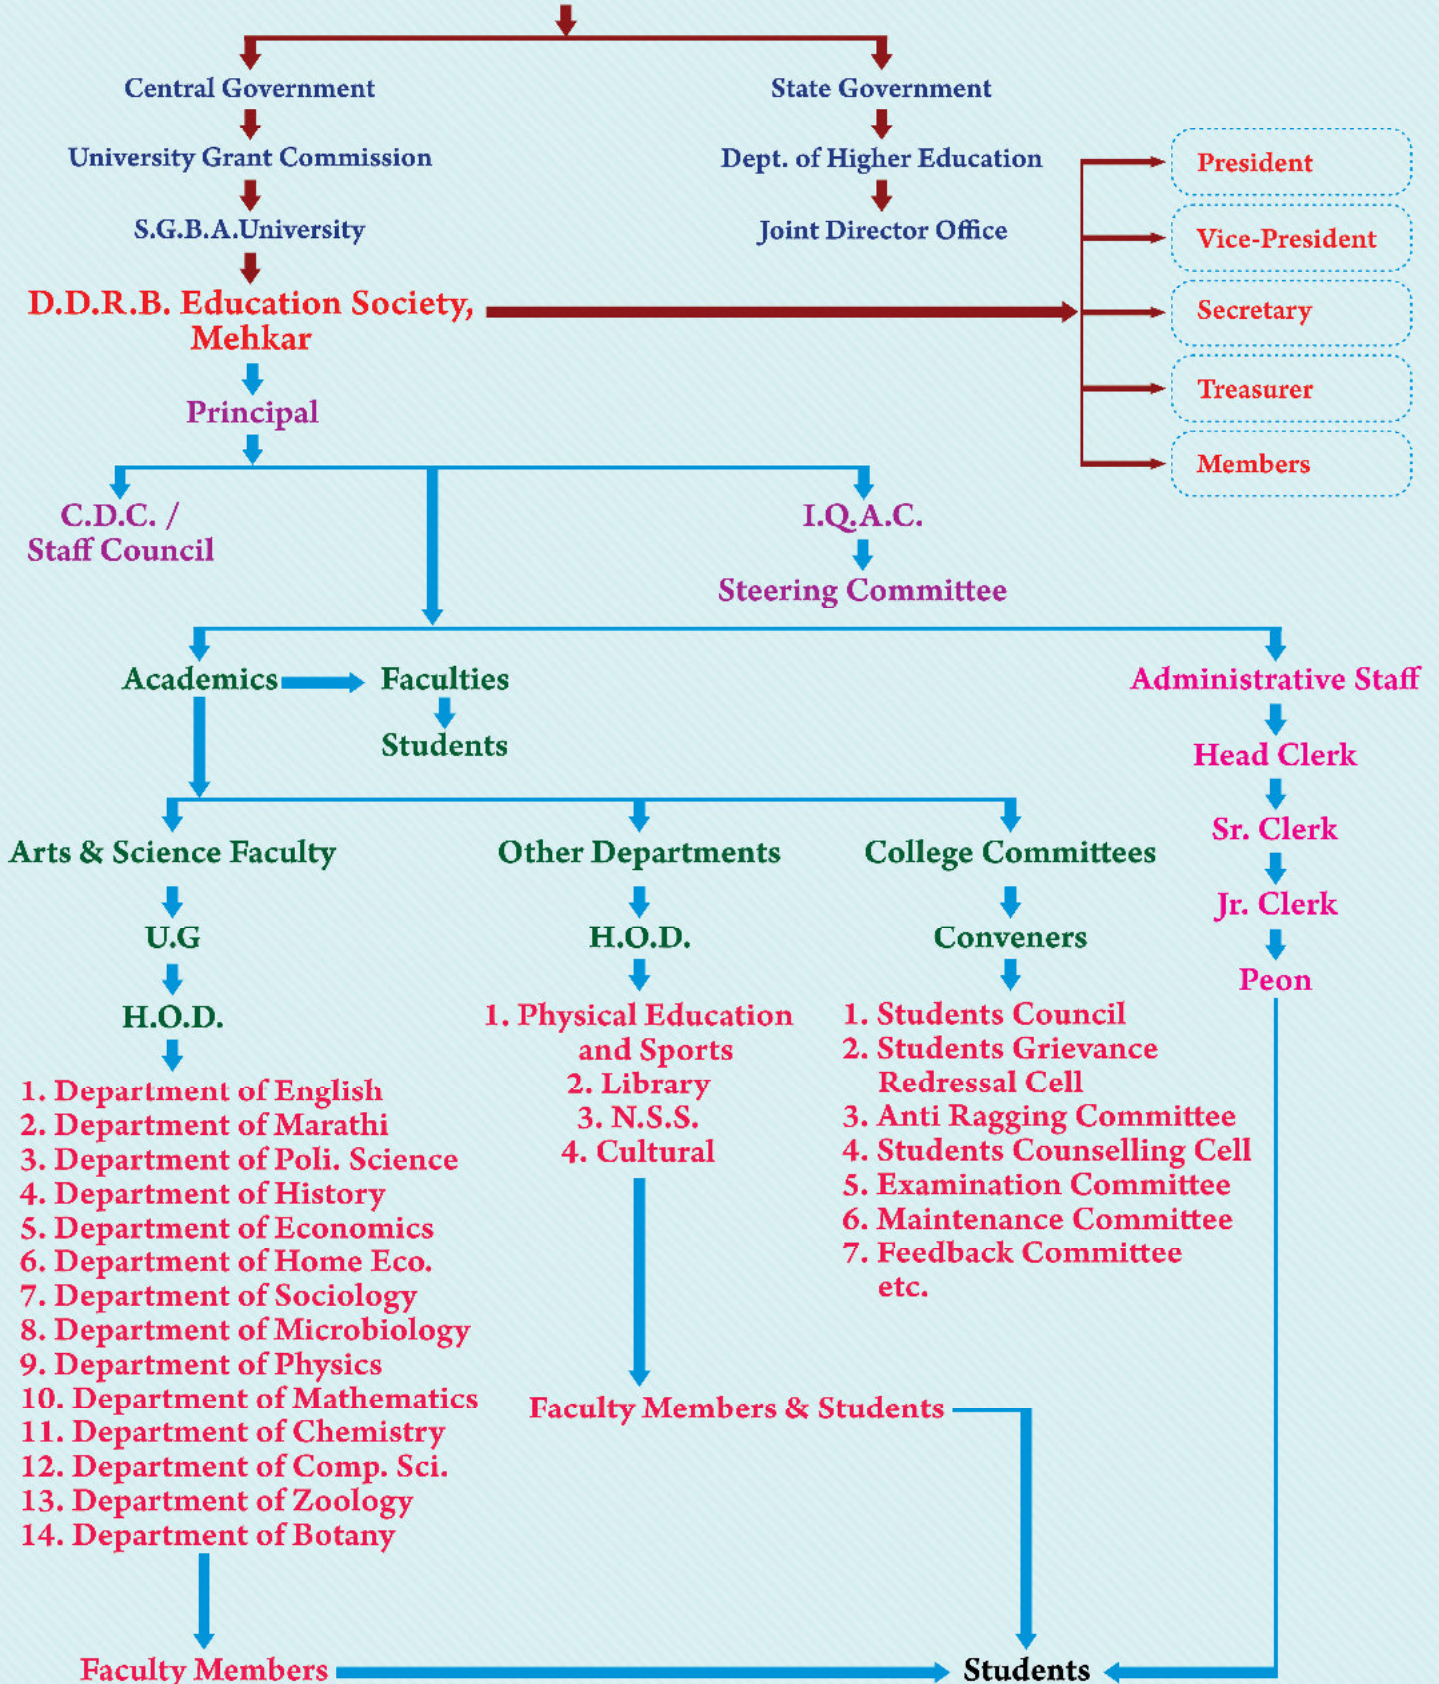 Central Government
State Government
University Grant Commission
Dept. of Higher Education
S.G.B.A.University
Joint Director Office
D.D.R.B. Education Society,
Mehkar
President
Vice-President
Secretary
Treasurer
Members
Principal
C.D.C. /
Staff Council
I.Q.A.C.
Steering Committee
Academics
Faculties
Students
Administrative Staff
Head Clerk
Sr. Clerk
Jr. Clerk
Peon
Arts & Science Faculty
U.G
H.O.D.
1. Department of English
2. Department of Marathi
3. Department of Poli. Science
4. Department of History
5. Department of Economics
6. Department of Home Eco.
7. Department of Sociology
8. Department of Microbiology
9. Department of Physics
10. Department of Mathematics
11. Department of Chemistry
12. Department of Comp. Sci.
13. Department of Zoology
14. Department of Botany
Other Departments
H.O.D.
1. Physical Education
and Sports
2. Library
3. N.S.S.
4. Cultural
Faculty Members & Students
College Committees
Conveners
1. Students Council
2. Students Grievance
Redressal Cell
3. Anti Ragging Committee
4. Students Counselling Cell
5. Examination Committee
6. Maintenance Committee
7. Feedback Committee
etc.
Faculty Members
Students